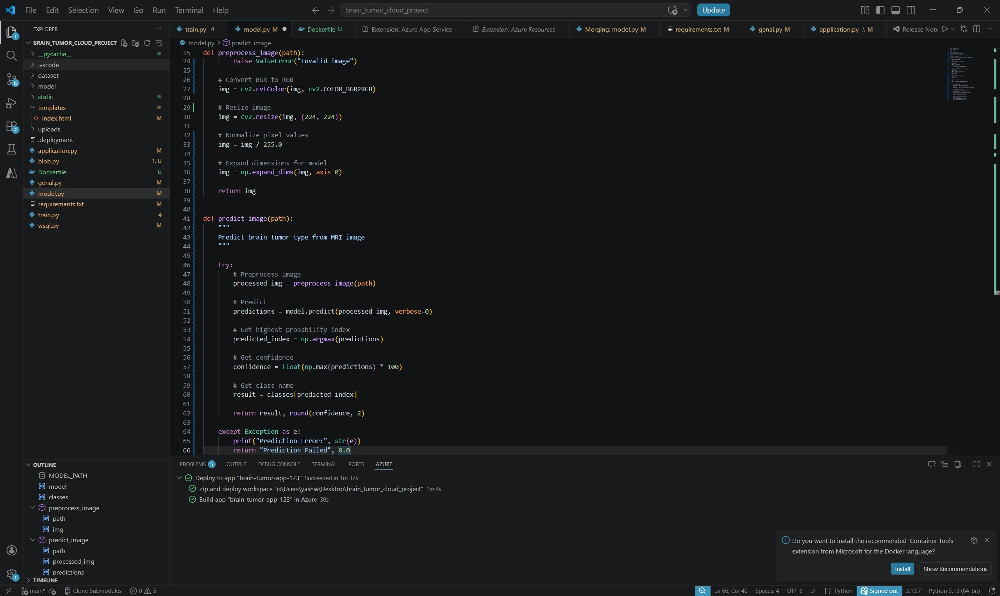 File Edit Selection View Go Run Terminal Help
brain_tumor_cloud_project
Update
EXPLORER
train.py 4
model.py M
Dockerfile U
Extension: Azure App Service
Extension: Azure Resources
Merging: model.py M
requirements.txt M
genai.py M
application.py .\ M
Release Note
BRAIN_TUMOR_CLOUD_PROJECT
__pycache__
.vscode
dataset
model
static
templates
index.html M
uploads
.deployment
application.py M
blob.py 1, U
Dockerfile U
genai.py M
model.py M
requirements.txt M
train.py 4
wsgi.py M
1
15
2
1
model.py > predict_image
15 def preprocess_image(path):
24 raise ValueError("Invalid image")
25
26 # Convert BGR to RGB
27 img = cv2.cvtColor(img, cv2.COLOR_BGR2RGB)
28
29 # Resize image
30 img = cv2.resize(img, (224, 224))
31
32 # Normalize pixel values
33 img = img / 255.0
34
35 # Expand dimensions for model
36 img = np.expand_dims(img, axis=0)
37
38 return img
39
40
41 def predict_image(path):
42 """
43 Predict brain tumor type from MRI image
44 """
45
46 try:
47 # Preprocess image
48 processed_img = preprocess_image(path)
49
50 # Predict
51 predictions = model.predict(processed_img, verbose=0)
52
53 # Get highest probability index
54 predicted_index = np.argmax(predictions)
55
56 # Get confidence
57 confidence = float(np.max(predictions) * 100)
58
59 # Get class name
60 result = classes[predicted_index]
61
62 return result, round(confidence, 2)
63
64 except Exception as e:
65 print("Prediction Error:", str(e))
66 return "Prediction Failed", 0.0
OUTLINE
MODEL_PATH
model
classes
preprocess_image
path
img
predict_image
path
processed_img
predictions
TIMELINE
PROBLEMS 5 OUTPUT DEBUG CONSOLE TERMINAL PORTS AZURE
Deploy to app "brain-tumor-app-123" Succeeded in 1m 37s
Zip and deploy workspace "c:\Users\yashw\Desktop\brain_tumor_cloud_project" 1m 4s
Build app "brain-tumor-app-123" in Azure 30s
Do you want to install the recommended 'Container Tools'
extension from Microsoft for the Docker language?
Install
Show Recommendations
main* Clone Submodules 0 5
Ln 66, Col 40 Spaces: 4 UTF-8 LF { } Python Signed out 3.13.7 Python 3.13 (64-bit)